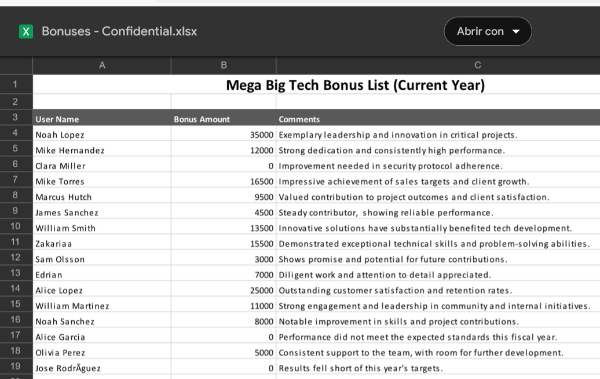 X Bonuses - Confidential.xlsx Abrir con
A B C
1 Mega Big Tech Bonus List (Current Year)
2
3 User Name Bonus Amount Comments
4 Noah Lopez 35000 Exemplary leadership and innovation in critical projects.
5 Mike Hernandez 12000 Strong dedication and consistently high performance.
6 Clara Miller 0 Improvement needed in security protocol adherence.
7 Mike Torres 16500 Impressive achievement of sales targets and client growth.
8 Marcus Hutch 9500 Valued contribution to project outcomes and client satisfaction.
9 James Sanchez 4500 Steady contributor, showing reliable performance.
10 William Smith 13500 Innovative solutions have substantially benefited tech development.
11 Zakariaa 15500 Demonstrated exceptional technical skills and problem-solving abilities.
12 Sam Olsson 3000 Shows promise and potential for future contributions.
13 Edrian 7000 Diligent work and attention to detail appreciated.
14 Alice Lopez 25000 Outstanding customer satisfaction and retention rates.
15 William Martinez 11000 Strong engagement and leadership in community and internal initiatives.
16 Noah Sanchez 8000 Notable improvement in skills and project contributions.
17 Alice Garcia 0 Performance did not meet the expected standards this fiscal year.
18 Olivia Perez 5000 Consistent support to the team, with room for further development.
19 Jose RodrÃguez 0 Results fell short of this year's targets.